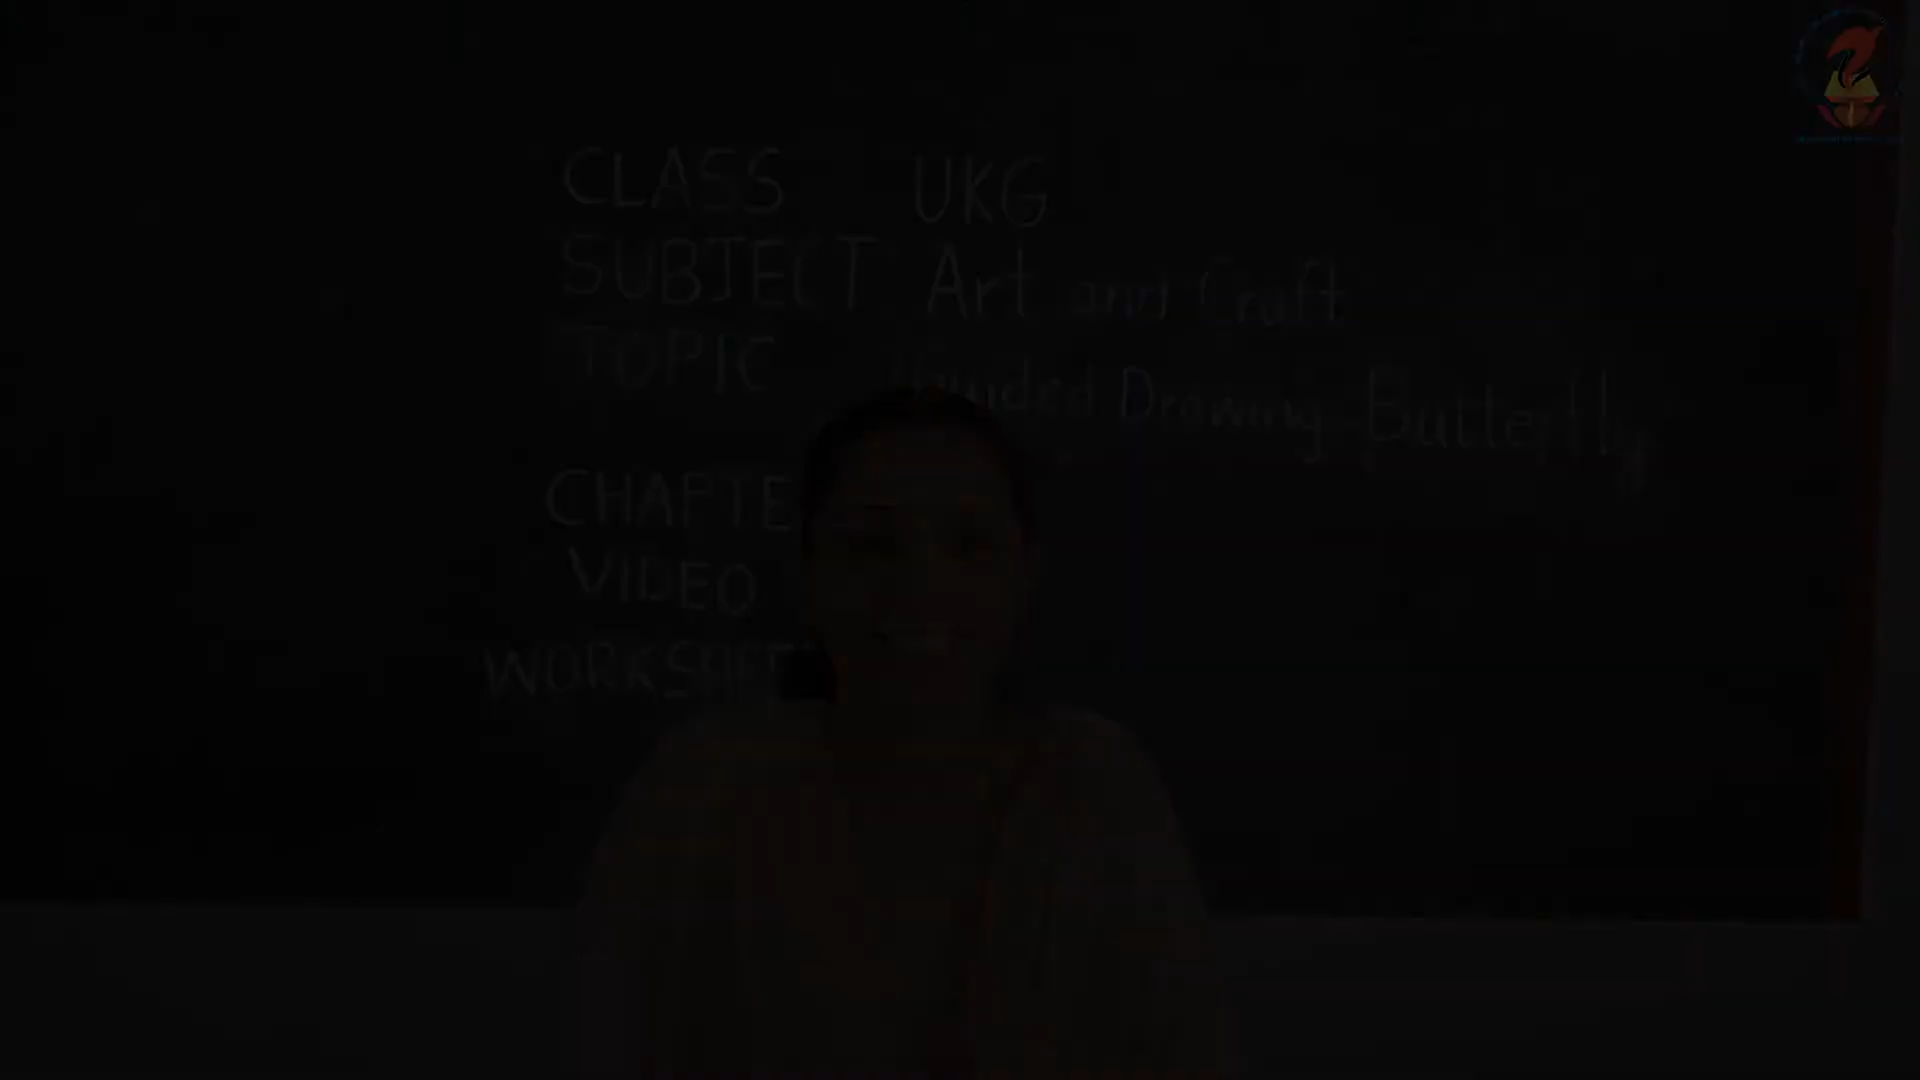 CLASS UKG
SUBJECT Art and Craft
TOPIC Guided Drawing-Butterfly
CHAPTE
VIDEO
WORKSHEET